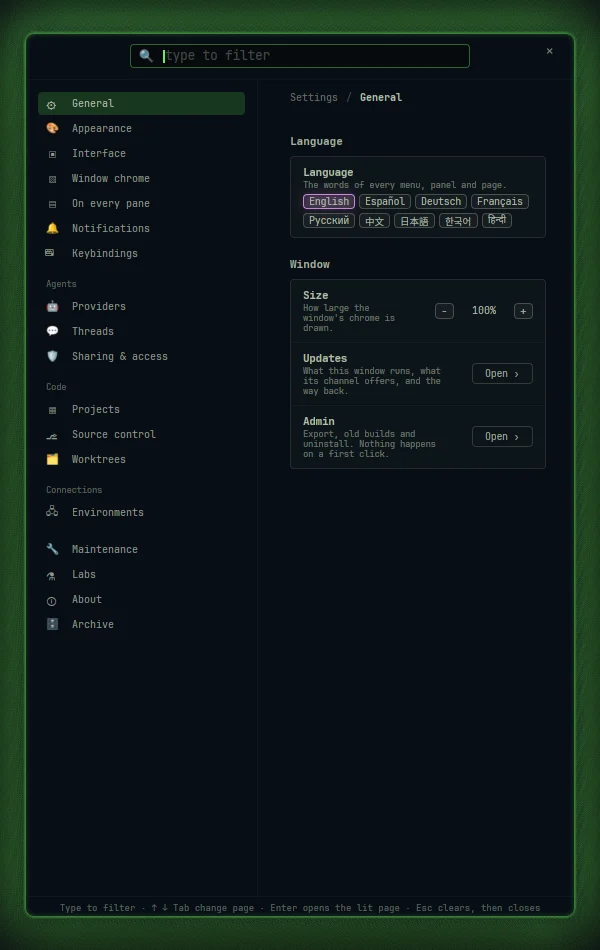 type to filter
×
General
Appearance
Interface
Window chrome
On every pane
Notifications
Keybindings
Agents
Providers
Threads
Sharing & access
Code
Projects
Source control
Worktrees
Connections
Environments
Maintenance
Labs
About
Archive
Settings / General
Language
Language
The words of every menu, panel and page.
English Español Deutsch Français
Русский 中文 日本語 한국어 हिन्दी
Window
Size
How large the
window's chrome is
drawn.
- 100% +
Updates
What this window runs, what
its channel offers, and the
way back.
Open ›
Admin
Export, old builds and
uninstall. Nothing happens
on a first click.
Open ›
Type to filter · ↑ ↓ Tab change page · Enter opens the lit page · Esc clears, then closes